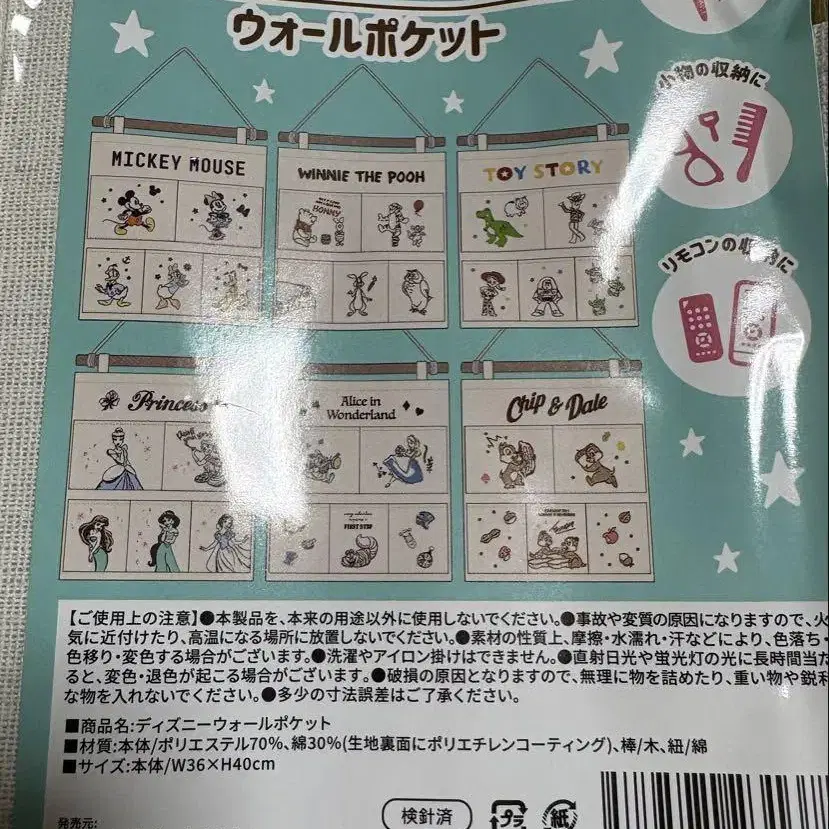 ウォールポケット
小物の収納に
MICKEY MOUSE
WINNIE THE POOH
TOY STORY
HUNNY
リモコンの収納に
Princess
Alice in
Wonderland
Chip & Dale
FIRST STEP
【ご使用上の注意】●本製品を、本来の用途以外に使用しないでください。●事故や変質の原因になりますので、火
気に近付けたり、高温になる場所に放置しないでください。●素材の性質上、摩擦・水濡れ・汗などにより、色落ち・
色移り・変色する場合がございます。●洗濯やアイロン掛けはできません。●直射日光や蛍光灯の光に長時間当た
ると、変色・退色が起こる場合がございます。●破損の原因となりますので、無理に物を詰めたり、重い物や鋭利
な物を入れないでください。●多少の寸法誤差はご了承ください。
■商品名:ディズニーウォールポケット
■材質:本体/ポリエステル70%、綿30%(生地裏面にポリエチレンコーティング)、棒/木、紐/綿
■サイズ:本体/W36×H40cm
発売元:
検針済
プラ
紙